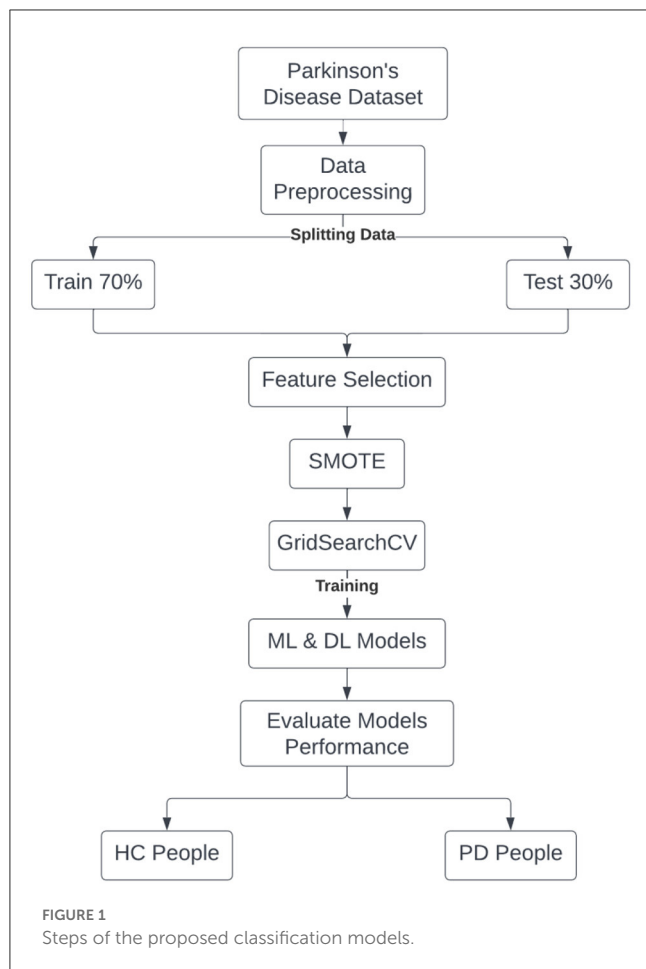 Parkinson's
Disease Dataset
Data
Preprocessing
Splitting Data
Train 70%
Test 30%
Feature Selection
SMOTE
GridSearchCV
Training
ML & DL Models
Evaluate Models
Performance
HC People
PD People
FIGURE 1
Steps of the proposed classification models.